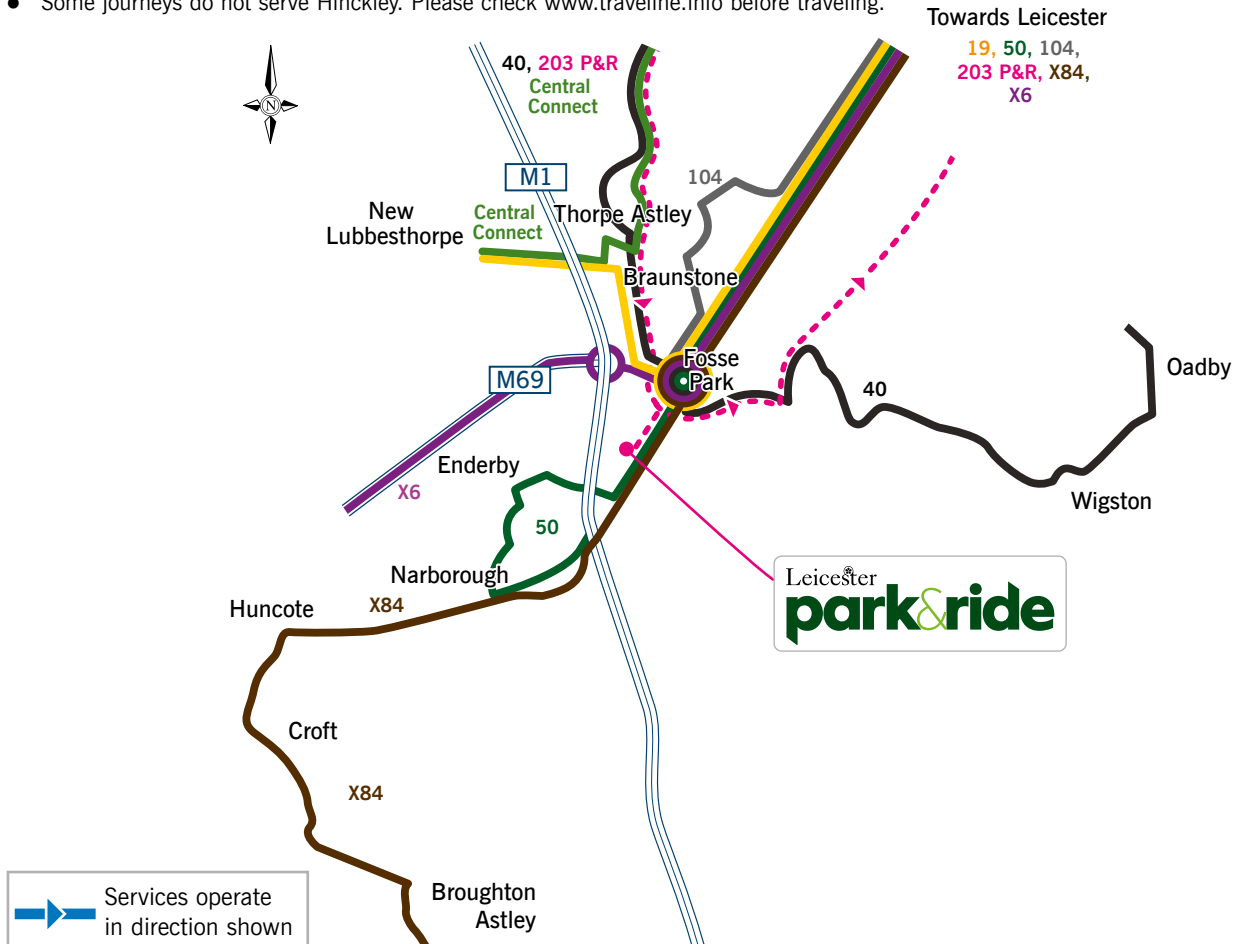 ● Some journeys do not serve Hinckley. Please check www.traveline.info before traveling.
Towards Leicester
19, 50, 104,
203 P&R, X84,
X6
40, 203 P&R
Central
Connect
N
M1
104
New
Lubbesthorpe
Central
Connect
Thorpe Astley
Braunstone
Fosse
Park
M69
40
Oadby
Enderby
X6
Wigston
50
Narborough
Leicester
park&ride
Huncote
X84
Croft
X84
Services operate
in direction shown
Broughton
Astley